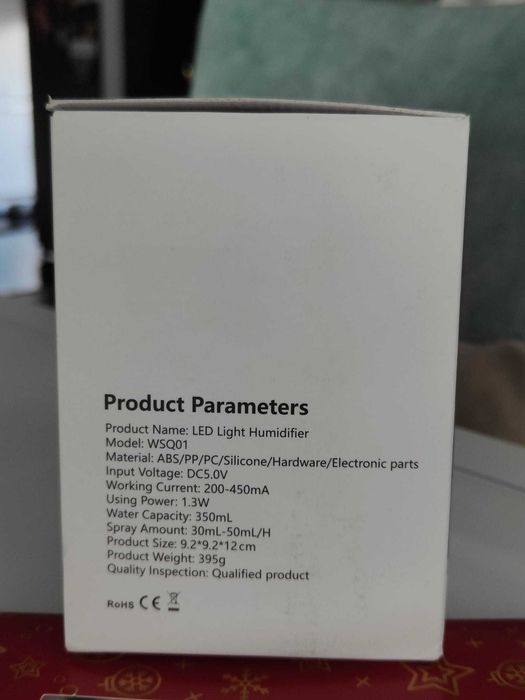 Product Parameters
Product Name: LED Light Humidifier
Model: WSQ01
Material: ABS/PP/PC/Silicone/Hardware/Electronic parts
Input Voltage: DC5.0V
Working Current: 200-450mA
Using Power: 1.3W
Water Capacity: 350mL
Spray Amount: 30mL-50mL/H
Product Size: 9.2*9.2*12cm
Product Weight: 395g
Quality Inspection: Qualified product
RoHS CE